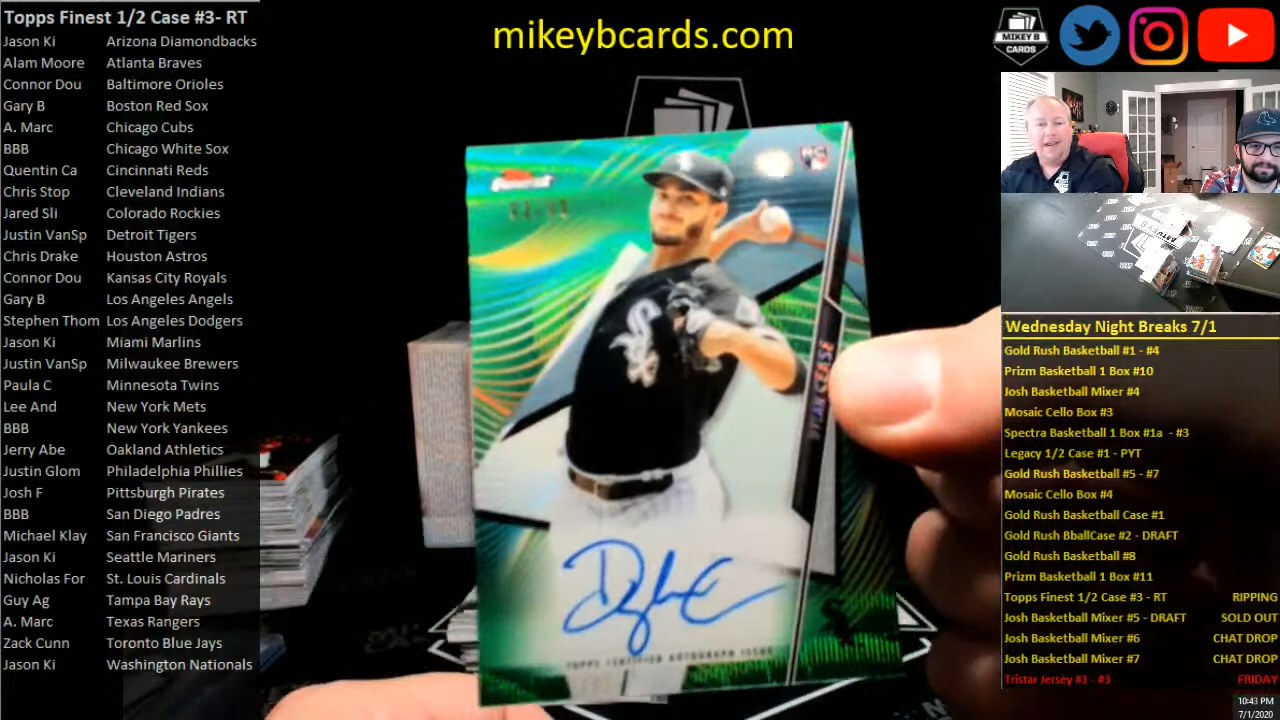 Topps Finest 1/2 Case #3- RT
Jason Ki Arizona Diamondbacks
Alam Moore Atlanta Braves
Connor Dou Baltimore Orioles
Gary B Boston Red Sox
A. Marc Chicago Cubs
BBB Chicago White Sox
Quentin Ca Cincinnati Reds
Chris Stop Cleveland Indians
Jared Sli Colorado Rockies
Justin VanSp Detroit Tigers
Chris Drake Houston Astros
Connor Dou Kansas City Royals
Gary B Los Angeles Angels
Stephen Thom Los Angeles Dodgers
Jason Ki Miami Marlins
Justin VanSp Milwaukee Brewers
Paula C Minnesota Twins
Lee And New York Mets
BBB New York Yankees
Jerry Abe Oakland Athletics
Justin Glom Philadelphia Phillies
Josh F Pittsburgh Pirates
BBB San Diego Padres
Michael Klay San Francisco Giants
Jason Ki Seattle Mariners
Nicholas For St. Louis Cardinals
Guy Ag Tampa Bay Rays
A. Marc Texas Rangers
Zack Cunn Toronto Blue Jays
Jason Ki Washington Nationals
mikeybcards.com
Finest
DYLAN CEASE
TOPPS CERTIFIED AUTOGRAPH ISSUE
MIKEY B
CARDS
Wednesday Night Breaks 7/1
Gold Rush Basketball #1 - #4
Prizm Basketball 1 Box #10
Josh Basketball Mixer #4
Mosaic Cello Box #3
Spectra Basketball 1 Box #1a - #3
Legacy 1/2 Case #1 - PYT
Gold Rush Basketball #5 - #7
Mosaic Cello Box #4
Gold Rush Basketball Case #1
Gold Rush BballCase #2 - DRAFT
Gold Rush Basketball #8
Prizm Basketball 1 Box #11
Topps Finest 1/2 Case #3 - RT RIPPING
Josh Basketball Mixer #5 - DRAFT SOLD OUT
Josh Basketball Mixer #6 CHAT DROP
Josh Basketball Mixer #7 CHAT DROP
Tristar Jersey #1 - #3 FRIDAY
10:43 PM
7/1/2020